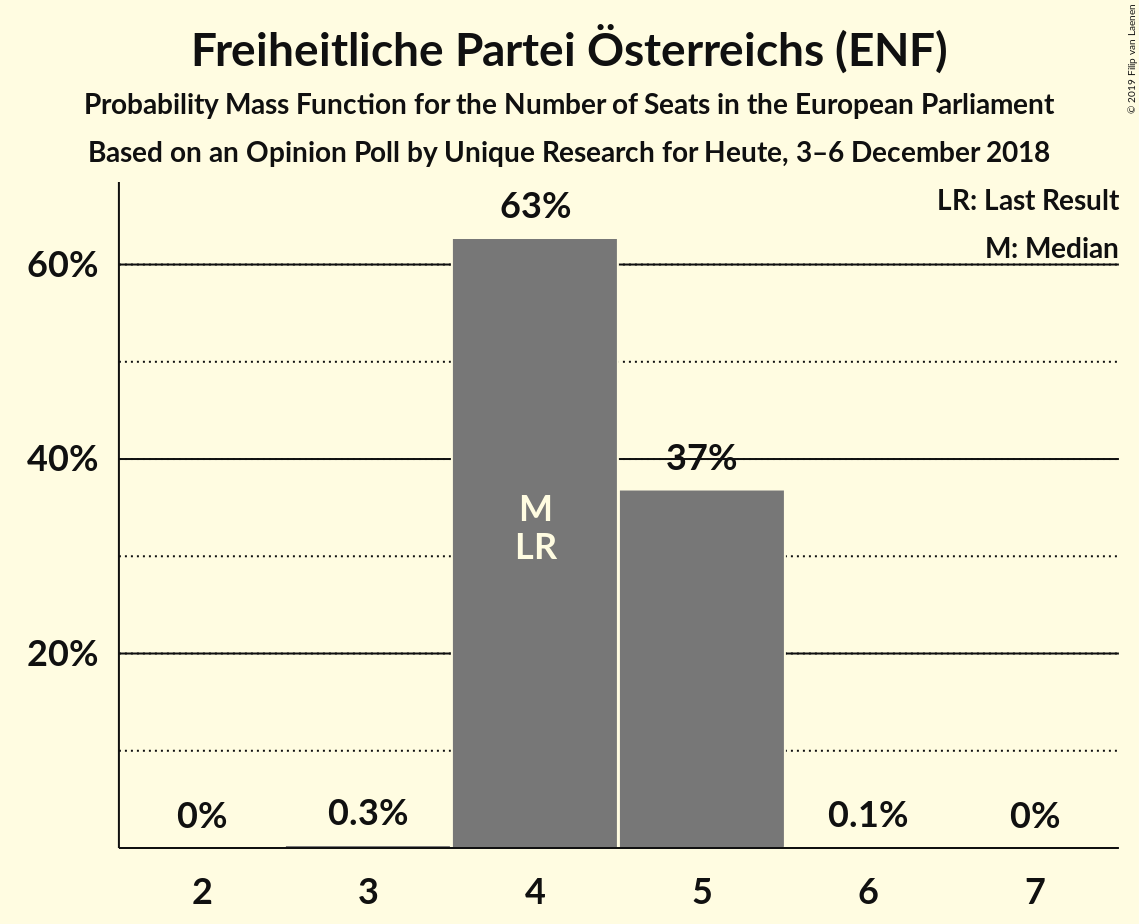 Freiheitliche Partei Österreichs (ENF)
Probability Mass Function for the Number of Seats in the European Parliament
Based on an Opinion Poll by Unique Research for Heute, 3–6 December 2018
© 2019 Filip van Laenen
LR: Last Result
M: Median
63%
60%
40%
37%
M
LR
20%
0%
0.3%
0.1%
0%
2
3
4
5
6
7